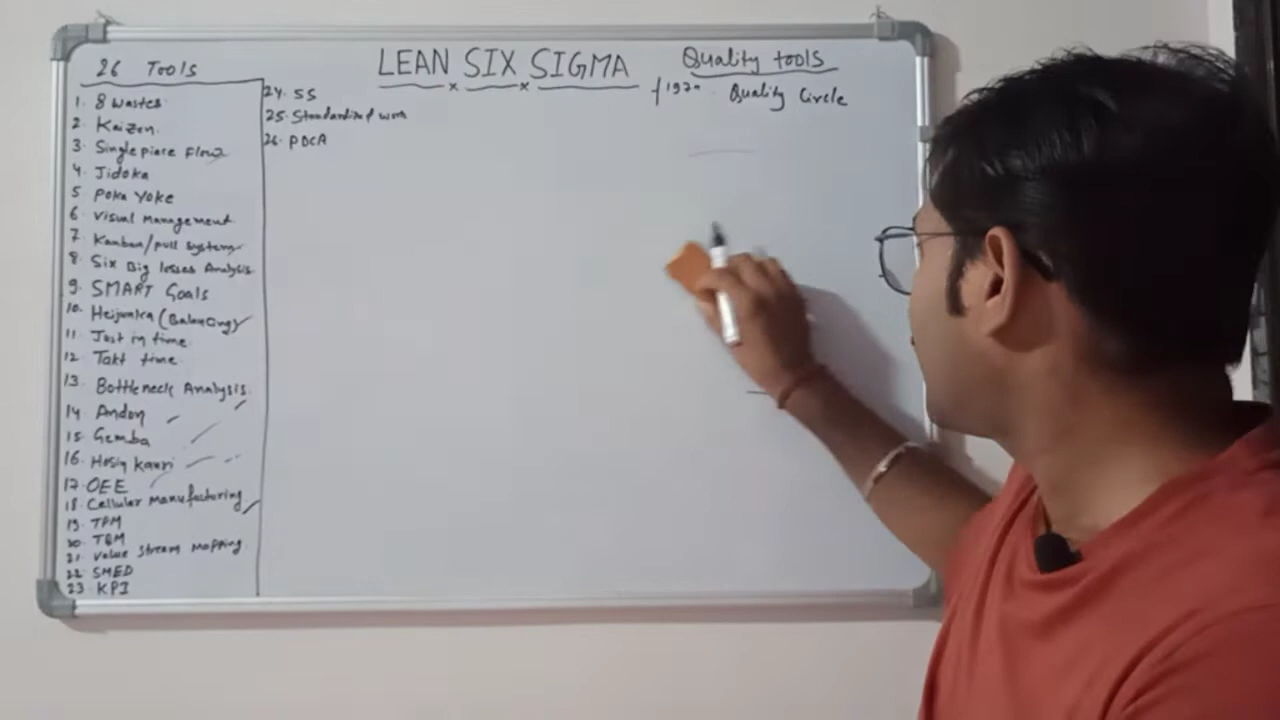 26 Tools
1. 8 Wastes
2. Kaizen.
3. Single piece Flow
4. Jidoka
5 Poka Yoke
6 Visual Management
7. Kanban/pull system
8. Six Big losses Analysis
9. SMART Goals
10. Heijunka (Balancing)
11. Just in time
12. Takt time.
13. Bottleneck Analysis.
14. Andon
15. Gemba
16. Hosin Kanri
17. OEE
18. Cellular Manufacturing
19. TPM
20. TQM
21. Value Stream Mapping
22 SMED
23 KPI
24. 5S
25. Standardized work
26. PDCA
LEAN SIX SIGMA
Quality tools
Quality Circle